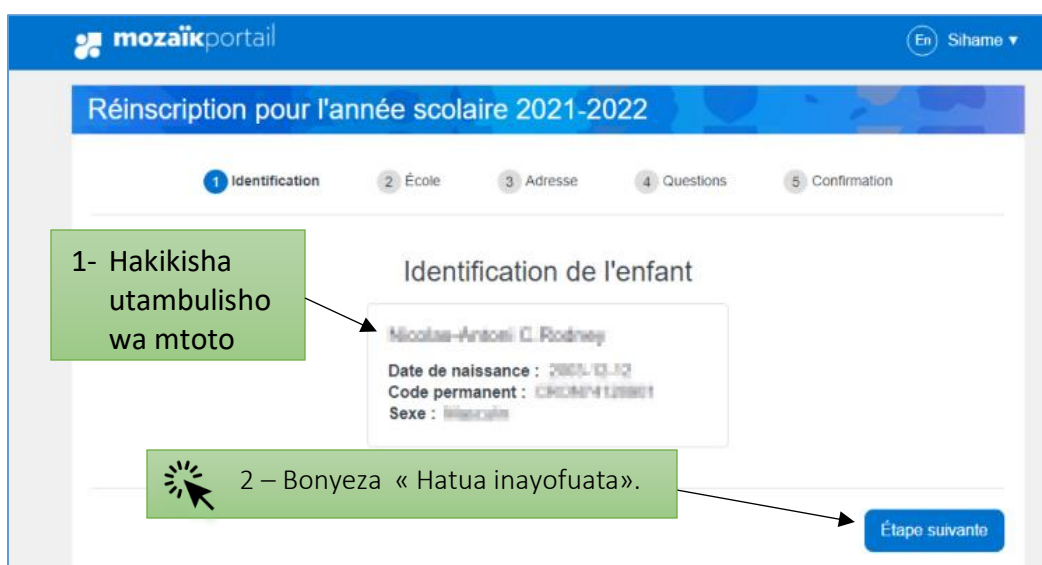 mozaïkportail
En Sihame ▾
Réinscription pour l'année scolaire 2021-2022
1 Identification 2 École 3 Adresse 4 Questions 5 Confirmation
1- Hakikisha
utambulisho
wa mtoto
Identification de l'enfant
Date de naissance :
Code permanent :
Sexe :
2 – Bonyeza « Hatua inayofuata».
Étape suivante